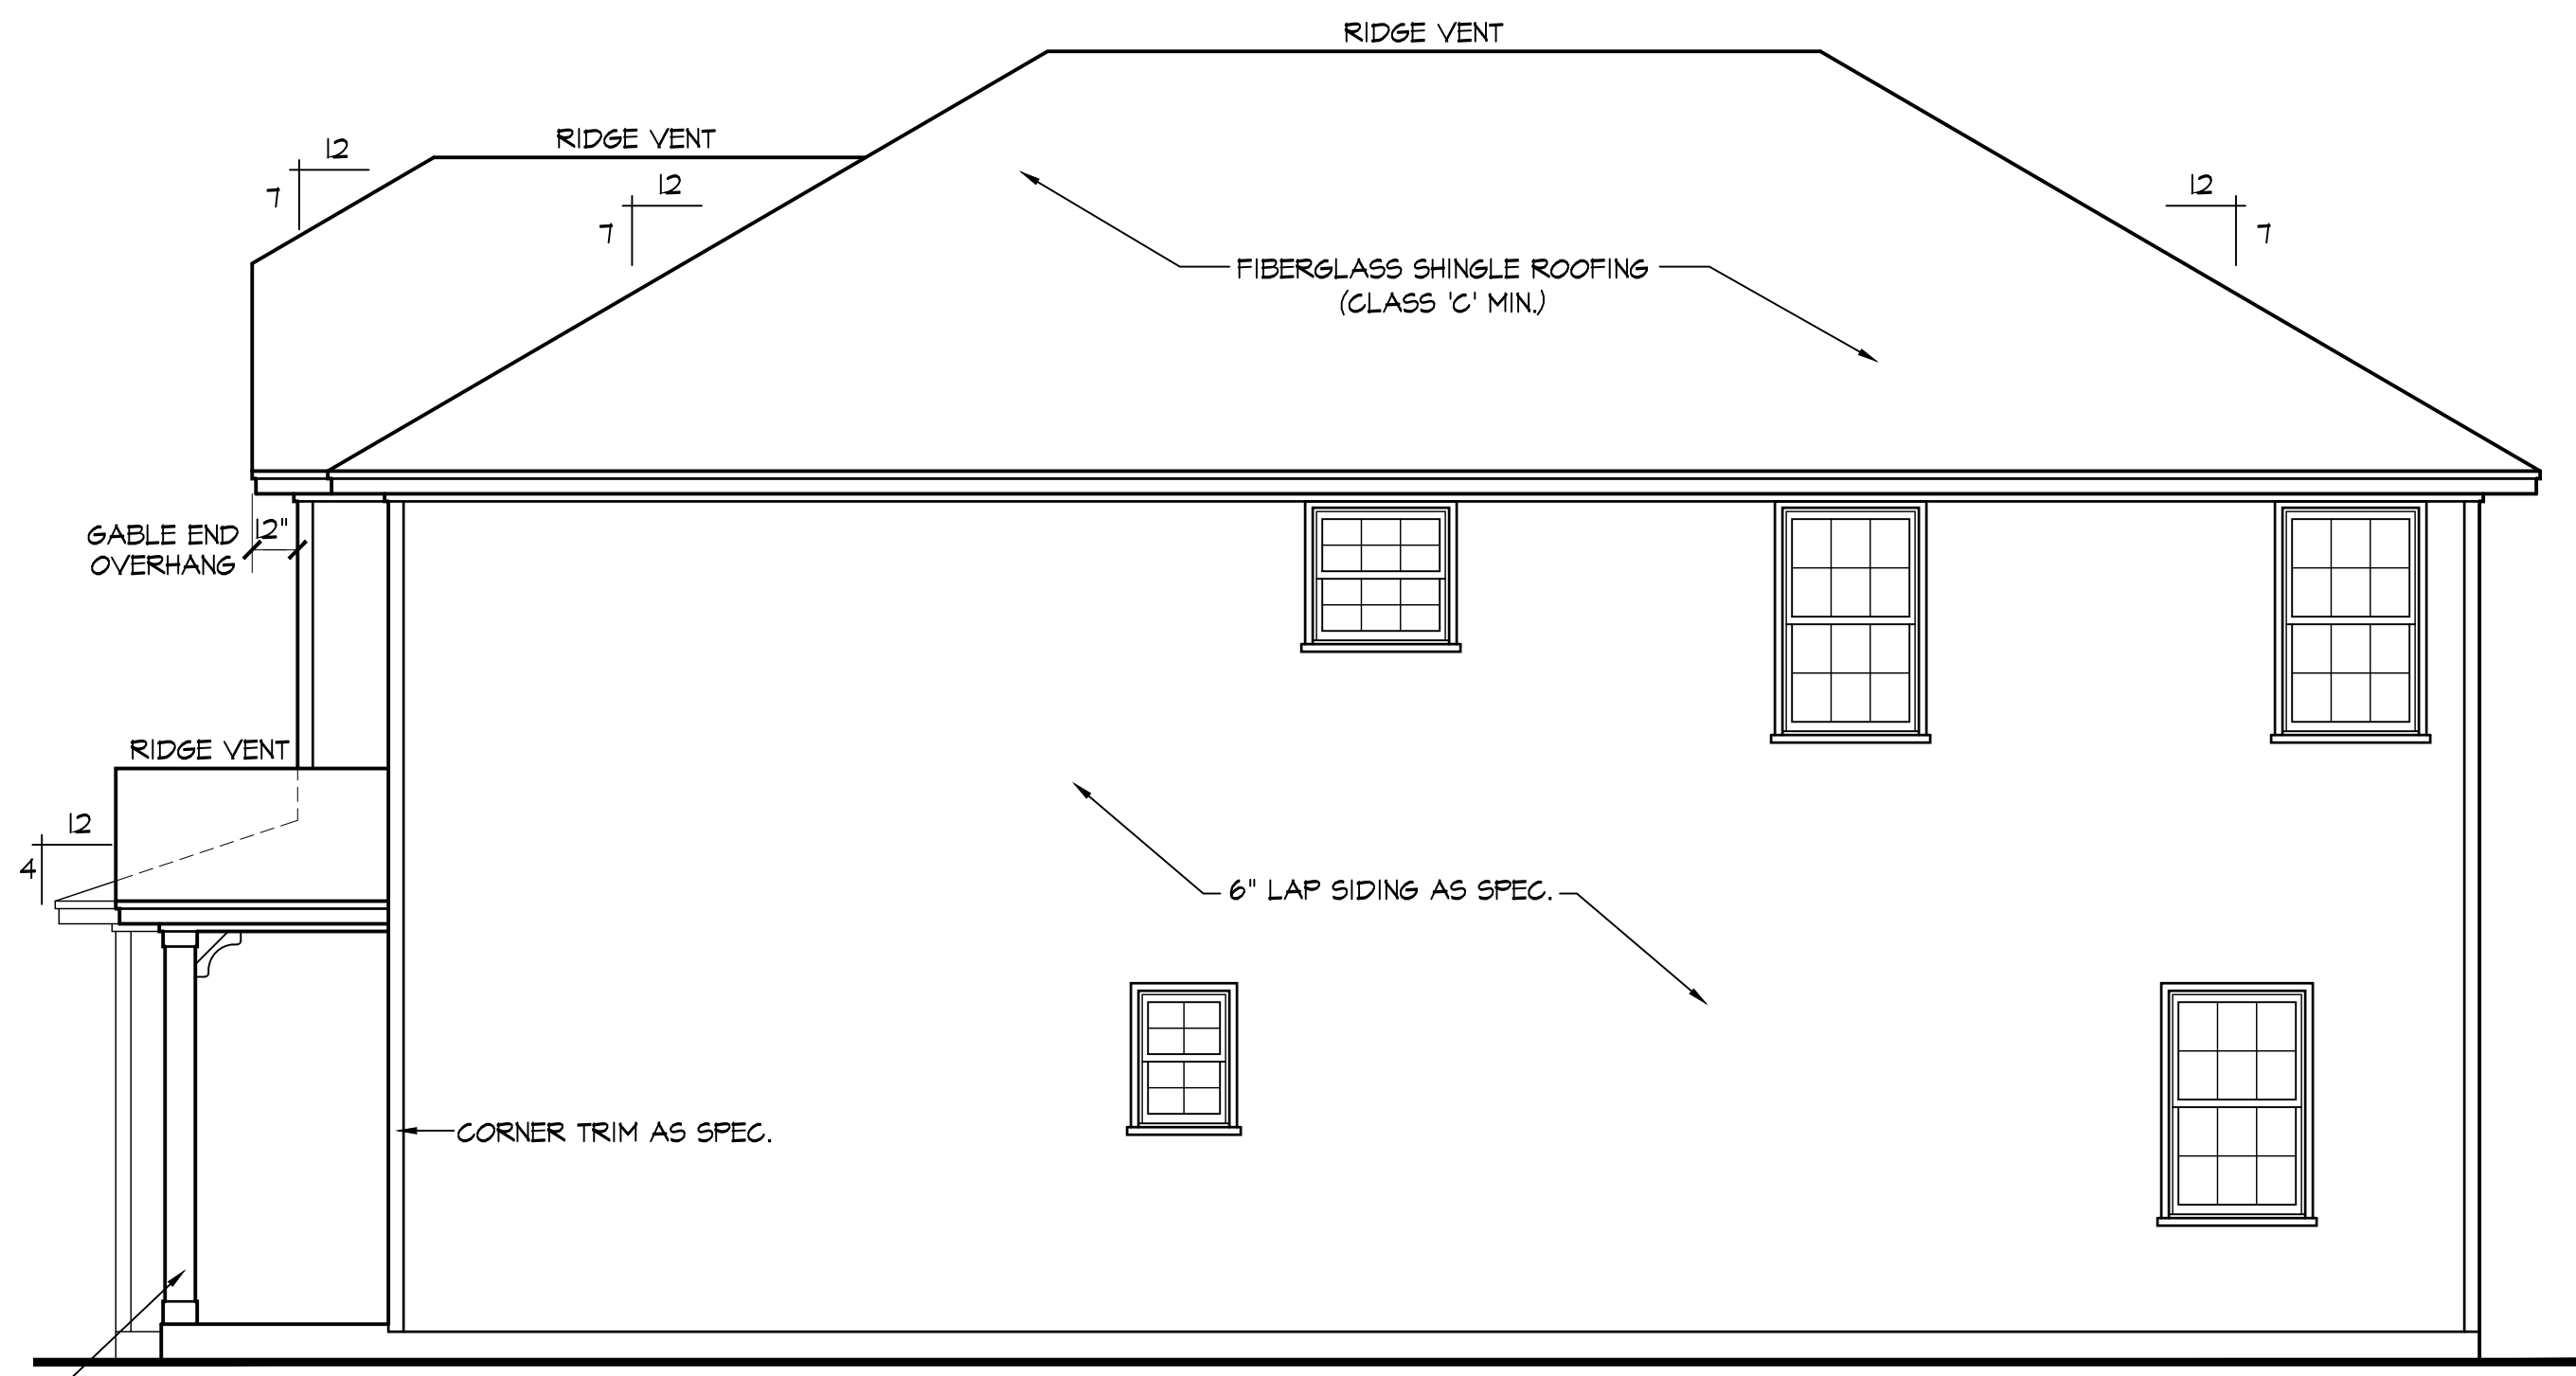 RIDGE VENT
RIDGE VENT
12
7
12
7
12
7
FIBERGLASS SHINGLE ROOFING
(CLASS 'C' MIN.)
GABLE END
OVERHANG
12"
RIDGE VENT
12
4
6" LAP SIDING AS SPEC.
CORNER TRIM AS SPEC.